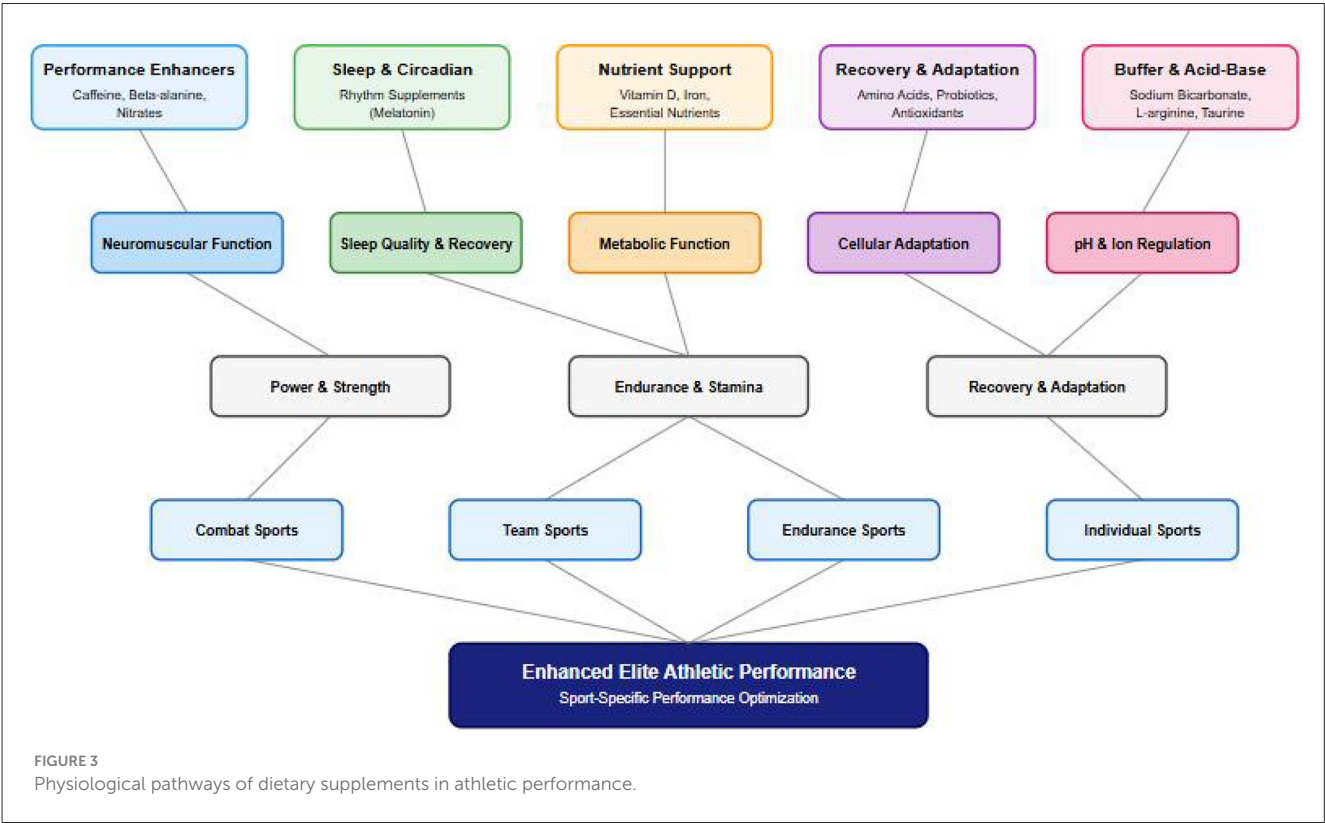 Performance Enhancers
Caffeine, Beta-alanine,
Nitrates
Sleep & Circadian
Rhythm Supplements
(Melatonin)
Nutrient Support
Vitamin D, Iron,
Essential Nutrients
Recovery & Adaptation
Amino Acids, Probiotics,
Antioxidants
Buffer & Acid-Base
Sodium Bicarbonate,
L-arginine, Taurine
Neuromuscular Function
Sleep Quality & Recovery
Metabolic Function
Cellular Adaptation
pH & Ion Regulation
Power & Strength
Endurance & Stamina
Recovery & Adaptation
Combat Sports
Team Sports
Endurance Sports
Individual Sports
Enhanced Elite Athletic Performance
Sport-Specific Performance Optimization
FIGURE 3
Physiological pathways of dietary supplements in athletic performance.